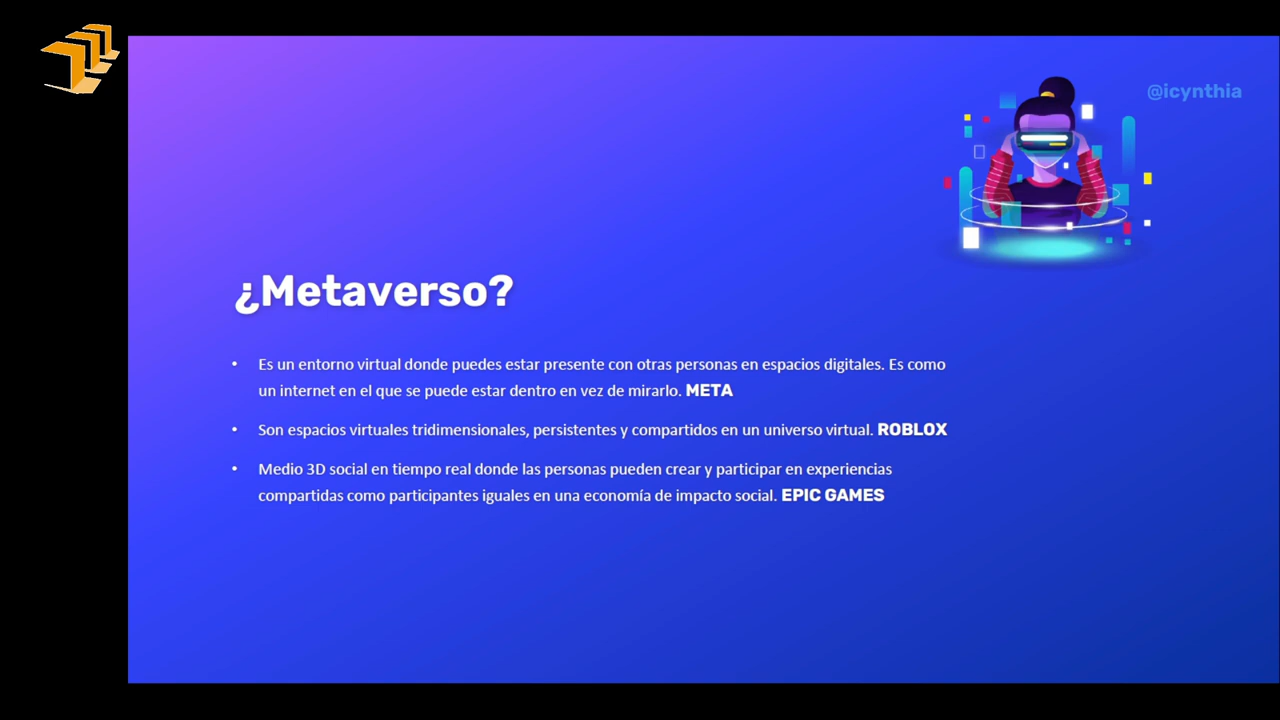 @icynthia
¿Metaverso?
• Es un entorno virtual donde puedes estar presente con otras personas en espacios digitales. Es como
un internet en el que se puede estar dentro en vez de mirarlo. META
• Son espacios virtuales tridimensionales, persistentes y compartidos en un universo virtual. ROBLOX
• Medio 3D social en tiempo real donde las personas pueden crear y participar en experiencias
compartidas como participantes iguales en una economía de impacto social. EPIC GAMES